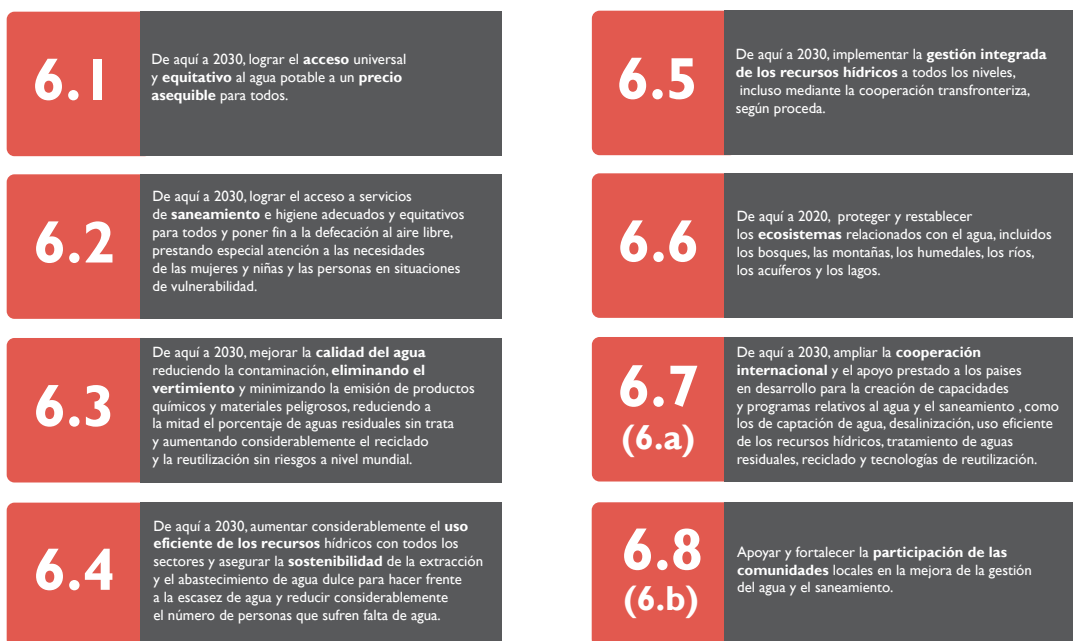 6.1
De aquí a 2030, lograr el acceso universal
y equitativo al agua potable a un precio
asequible para todos.
6.2
De aquí a 2030, lograr el acceso a servicios
de saneamiento e higiene adecuados y equitativos
para todos y poner fin a la defecación al aire libre,
prestando especial atención a las necesidades
de las mujeres y niñas y las personas en situaciones
de vulnerabilidad.
6.3
De aquí a 2030, mejorar la calidad del agua
reduciendo la contaminación, eliminando el
vertimiento y minimizando la emisión de productos
químicos y materiales peligrosos, reduciendo a
la mitad el porcentaje de aguas residuales sin trata
y aumentando considerablemente el reciclado
y la reutilización sin riesgos a nivel mundial.
6.4
De aquí a 2030, aumentar considerablemente el uso
eficiente de los recursos hídricos con todos los
sectores y asegurar la sostenibilidad de la extracción
y el abastecimiento de agua dulce para hacer frente
a la escasez de agua y reducir considerablemente
el número de personas que sufren falta de agua.
6.5
De aquí a 2030, implementar la gestión integrada
de los recursos hídricos a todos los niveles,
incluso mediante la cooperación transfronteriza,
según proceda.
6.6
De aquí a 2020, proteger y restablecer
los ecosistemas relacionados con el agua, incluidos
los bosques, las montañas, los humedales, los ríos,
los acuíferos y los lagos.
6.7
(6.a)
De aquí a 2030, ampliar la cooperación
internacional y el apoyo prestado a los paises
en desarrollo para la creación de capacidades
y programas relativos al agua y el saneamiento , como
los de captación de agua, desalinización, uso eficiente
de los recursos hídricos, tratamiento de aguas
residuales, reciclado y tecnologías de reutilización.
6.8
(6.b)
Apoyar y fortalecer la participación de las
comunidades locales en la mejora de la gestión
del agua y el saneamiento.